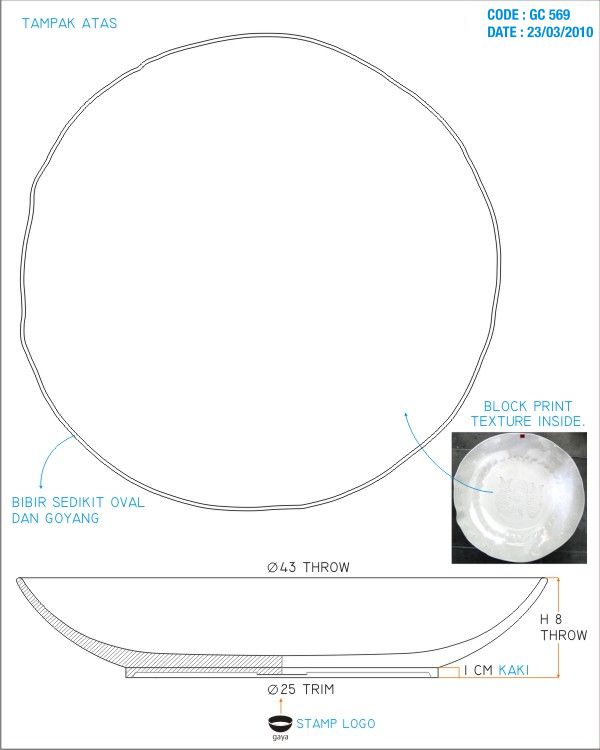 TAMPAK ATAS
CODE : GC 569
DATE : 23/03/2010
BLOCK PRINT
TEXTURE INSIDE.
BIBIR SEDIKIT OVAL
DAN GOYANG
Ø43 THROW
H 8
THROW
1 CM KAKI
Ø25 TRIM
STAMP LOGO
gaya